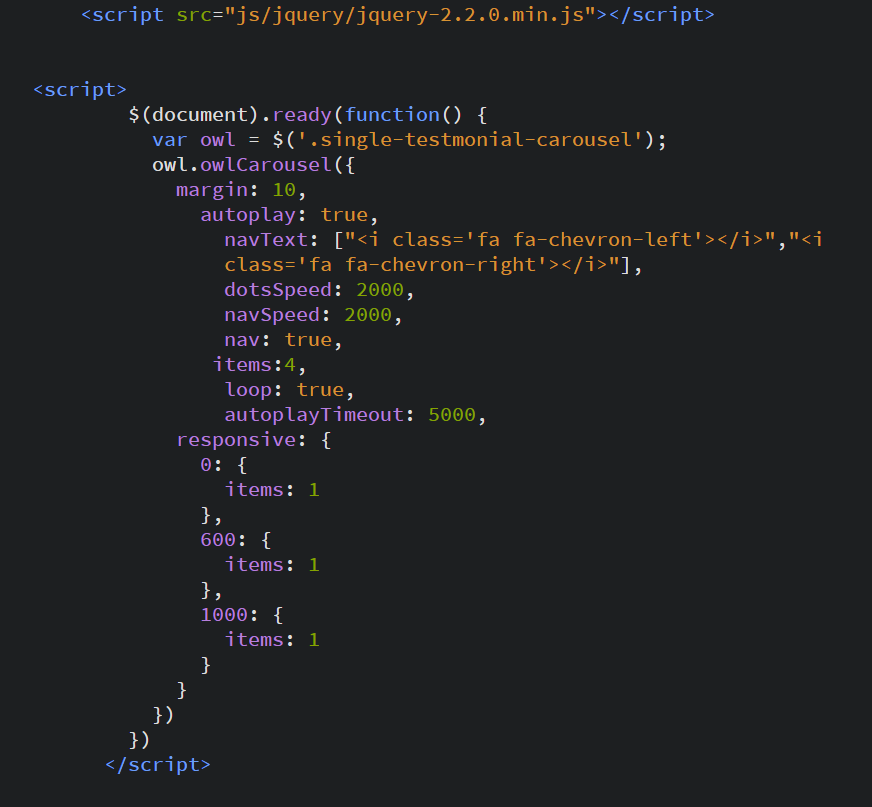 <script src="js/jquery/jquery-2.2.0.min.js"></script>
<script>
$(document).ready(function() {
var owl = $('.single-testmonial-carousel');
owl.owlCarousel({
margin: 10,
autoplay: true,
navText: ["<i class='fa fa-chevron-left'></i>","<i
class='fa fa-chevron-right'></i>"],
dotsSpeed: 2000,
navSpeed: 2000,
nav: true,
items:4,
loop: true,
autoplayTimeout: 5000,
responsive: {
0: {
items: 1
},
600: {
items: 1
},
1000: {
items: 1
}
}
})
})
</script>